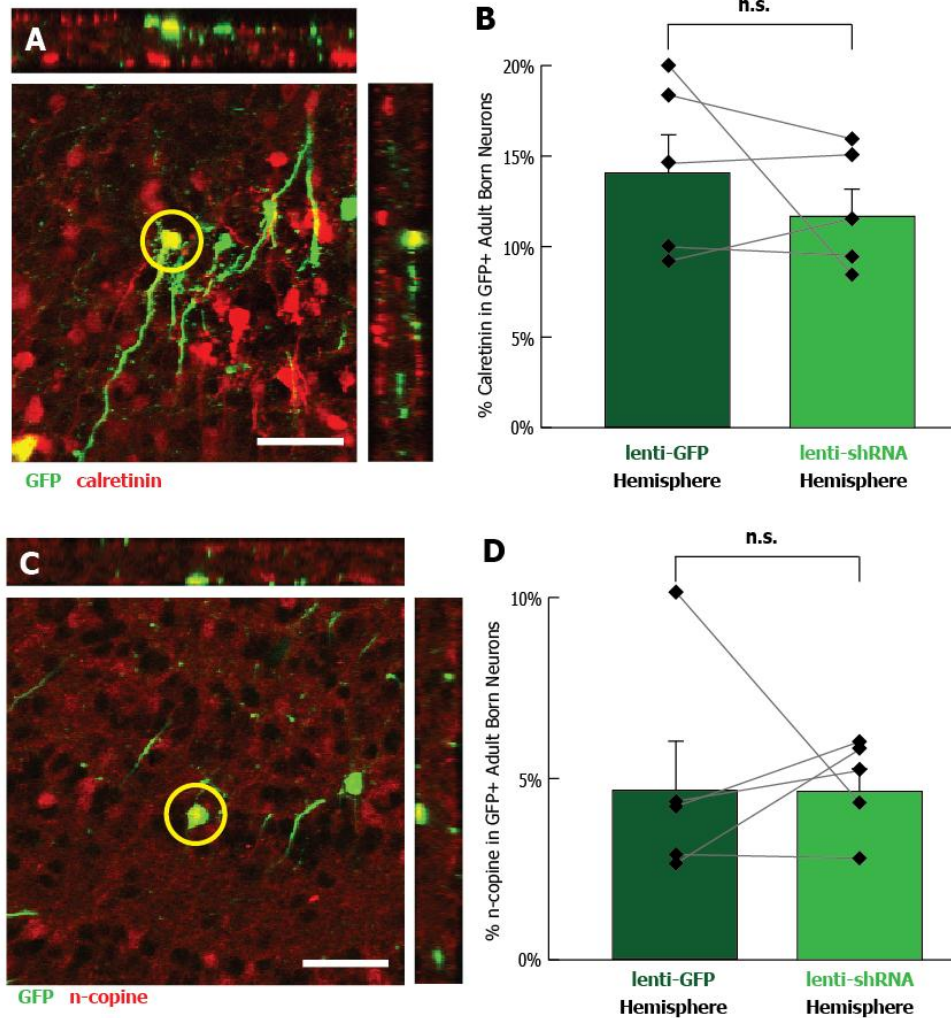 A
GFP calretinin
B
n.s.
% Calretinin in GFP+ Adult Born Neurons
20%
15%
10%
5%
0%
lenti-GFP
Hemisphere
lenti-shRNA
Hemisphere
C
GFP n-copine
D
n.s.
% n-copine in GFP+ Adult Born Neurons
10%
5%
0%
lenti-GFP
Hemisphere
lenti-shRNA
Hemisphere